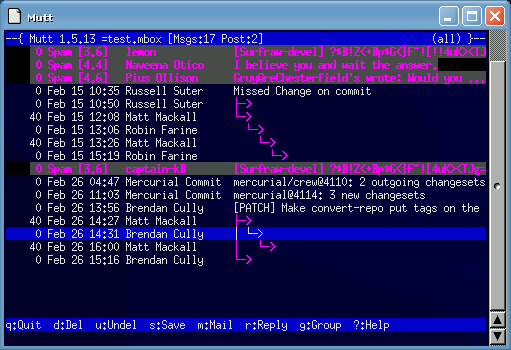 Mutt
--{ Mutt 1.5.13 =test.mbox [Msgs:17 Post:2] (all) }---
0 Spam [3,6] lemon
0 Spam [4,4] Naveena Otico I believe you and wait the answer.
0 Spam [4,6] Pius Ollison wrote: Would you ...
0 Feb 15 10:35 Russell Suter Missed Change on commit
0 Feb 15 10:50 Russell Suter
40 Feb 15 12:08 Matt Mackall
0 Feb 15 13:06 Robin Farine
40 Feb 15 13:26 Matt Mackall
0 Feb 15 15:19 Robin Farine
0 Spam [3,6]
0 Feb 26 04:47 Mercurial Commit mercurial/crew@4110: 2 outgoing changesets
0 Feb 26 11:03 Mercurial Commit mercurial@4114: 3 new changesets
0 Feb 26 13:56 Brendan Cully [PATCH] Make convert-repo put tags on the
40 Feb 26 14:27 Matt Mackall
0 Feb 26 14:31 Brendan Cully
40 Feb 26 16:00 Matt Mackall
0 Feb 26 15:16 Brendan Cully
q:Quit d:Del u:Undel s:Save m:Mail r:Reply g:Group ?:Help